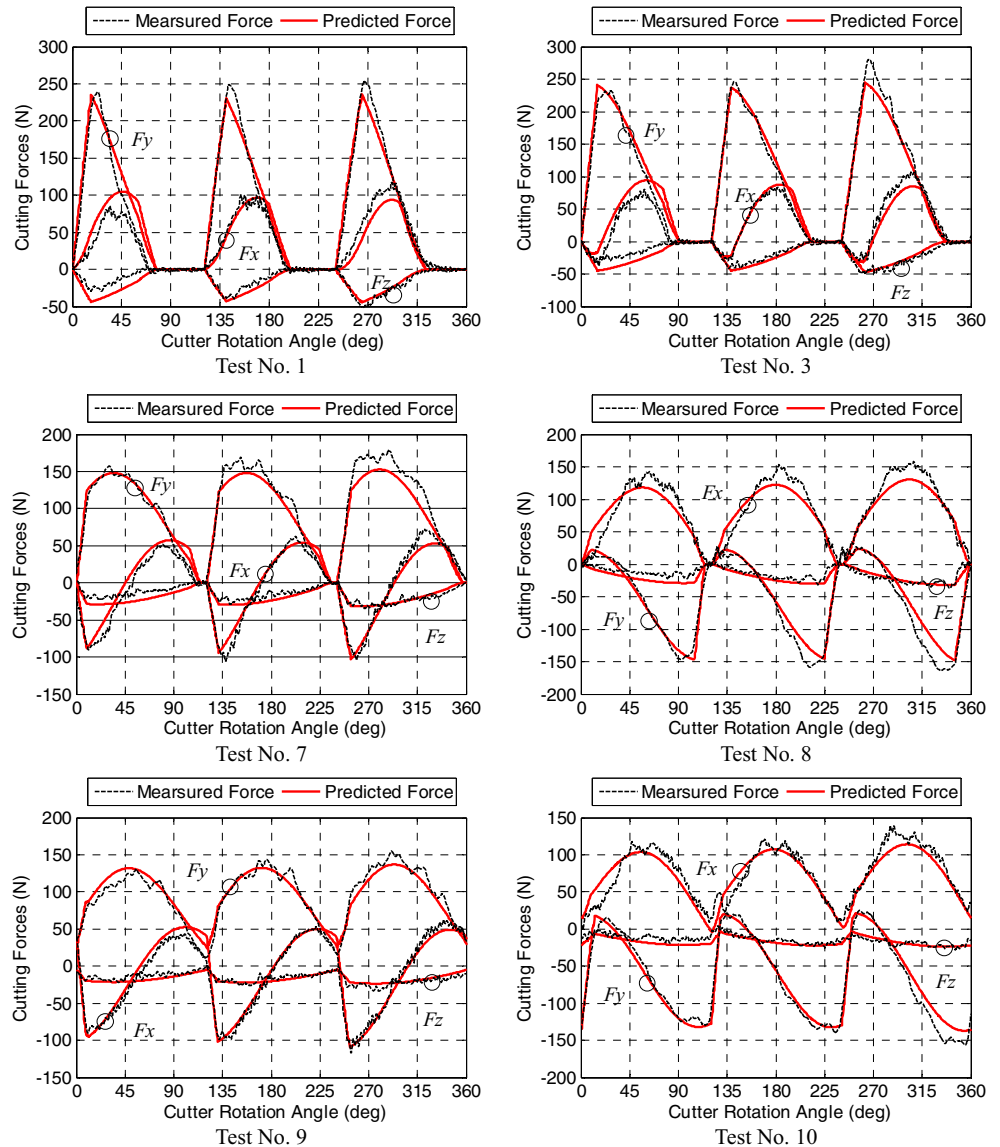 Mearsured Force Predicted Force
300
250
200
150
100
50
0
-50
Cutting Forces (N)
Fy
Fx
Fz
0 45 90 135 180 225 270 315 360
Cutter Rotation Angle (deg)
Test No. 1
Mearsured Force Predicted Force
300
250
200
150
100
50
0
-50
-100
Cutting Forces (N)
Fy
Fx
Fz
0 45 90 135 180 225 270 315 360
Cutter Rotation Angle (deg)
Test No. 3
Mearsured Force Predicted Force
200
150
100
50
0
-50
-100
-150
Cutting Forces (N)
Fy
Fx
Fz
0 45 90 135 180 225 270 315 360
Cutter Rotation Angle (deg)
Test No. 7
Mearsured Force Predicted Force
200
150
100
50
0
-50
-100
-150
-200
Cutting Forces (N)
Fx
Fy
Fz
0 45 90 135 180 225 270 315 360
Cutter Rotation Angle (deg)
Test No. 8
Mearsured Force Predicted Force
200
150
100
50
0
-50
-100
-150
Cutting Forces (N)
Fy
Fx
Fz
0 45 90 135 180 225 270 315 360
Cutter Rotation Angle (deg)
Test No. 9
Mearsured Force Predicted Force
150
100
50
0
-50
-100
-150
-200
Cutting Forces (N)
Fx
Fy
Fz
0 45 90 135 180 225 270 315 360
Cutter Rotation Angle (deg)
Test No. 10